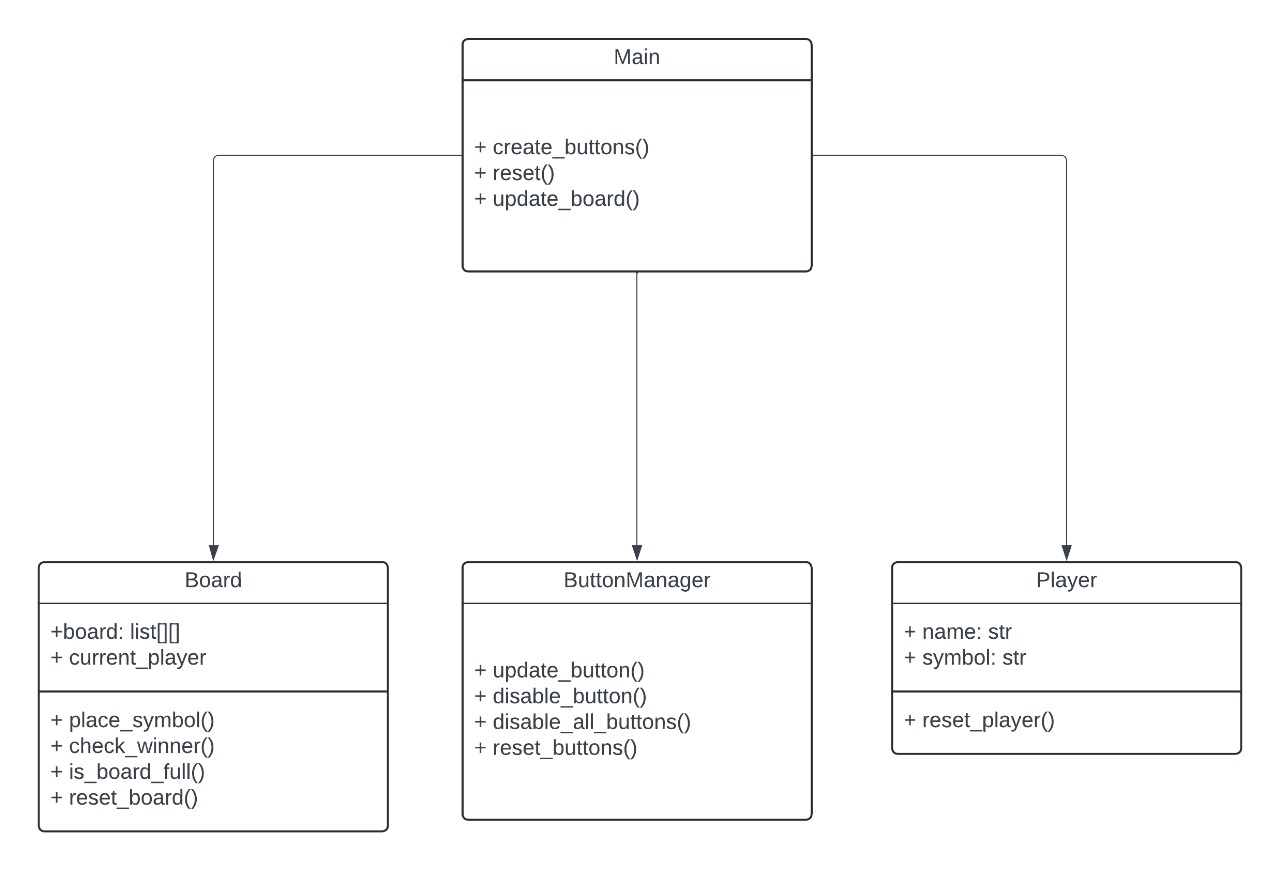 Main
+ create_buttons()
+ reset()
+ update_board()
Board
+board: list[][]
+ current_player
+ place_symbol()
+ check_winner()
+ is_board_full()
+ reset_board()
ButtonManager
+ update_button()
+ disable_button()
+ disable_all_buttons()
+ reset_buttons()
Player
+ name: str
+ symbol: str
+ reset_player()